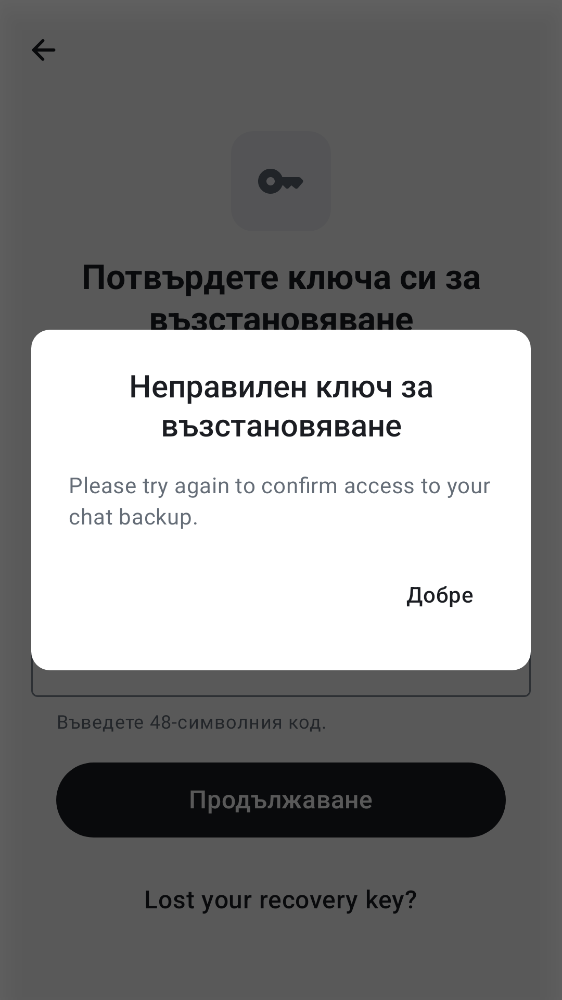 Потвърдете ключа си за
възстановяване
Неправилен ключ за
възстановяване
Please try again to confirm access to your
chat backup.
Добре
Въведете 48-символния код.
Продължаване
Lost your recovery key?